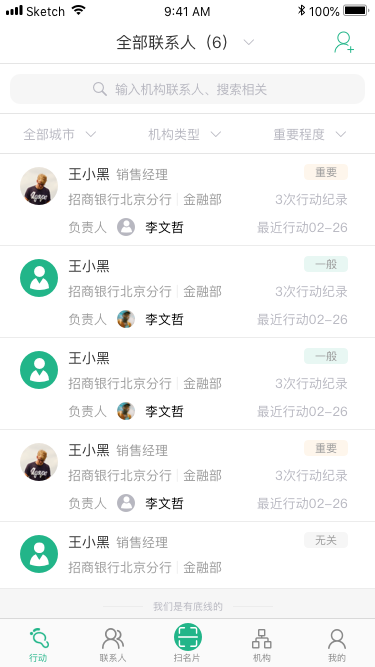 Sketch 9:41 AM 100%
全部联系人（6）
输入机构联系人、搜索相关
全部城市 机构类型 重要程度
王小黑 销售经理 重要
招商银行北京分行 金融部 3次行动纪录
负责人 李文哲 最近行动02-26
王小黑 一般
招商银行北京分行 金融部 3次行动纪录
负责人 李文哲 最近行动02-26
王小黑 一般
招商银行北京分行 金融部 3次行动纪录
负责人 李文哲 最近行动02-26
王小黑 销售经理 重要
招商银行北京分行 金融部 3次行动纪录
负责人 李文哲 最近行动02-26
王小黑 销售经理 无关
招商银行北京分行 金融部
我们是有底线的
行动 联系人 扫名片 机构 我的